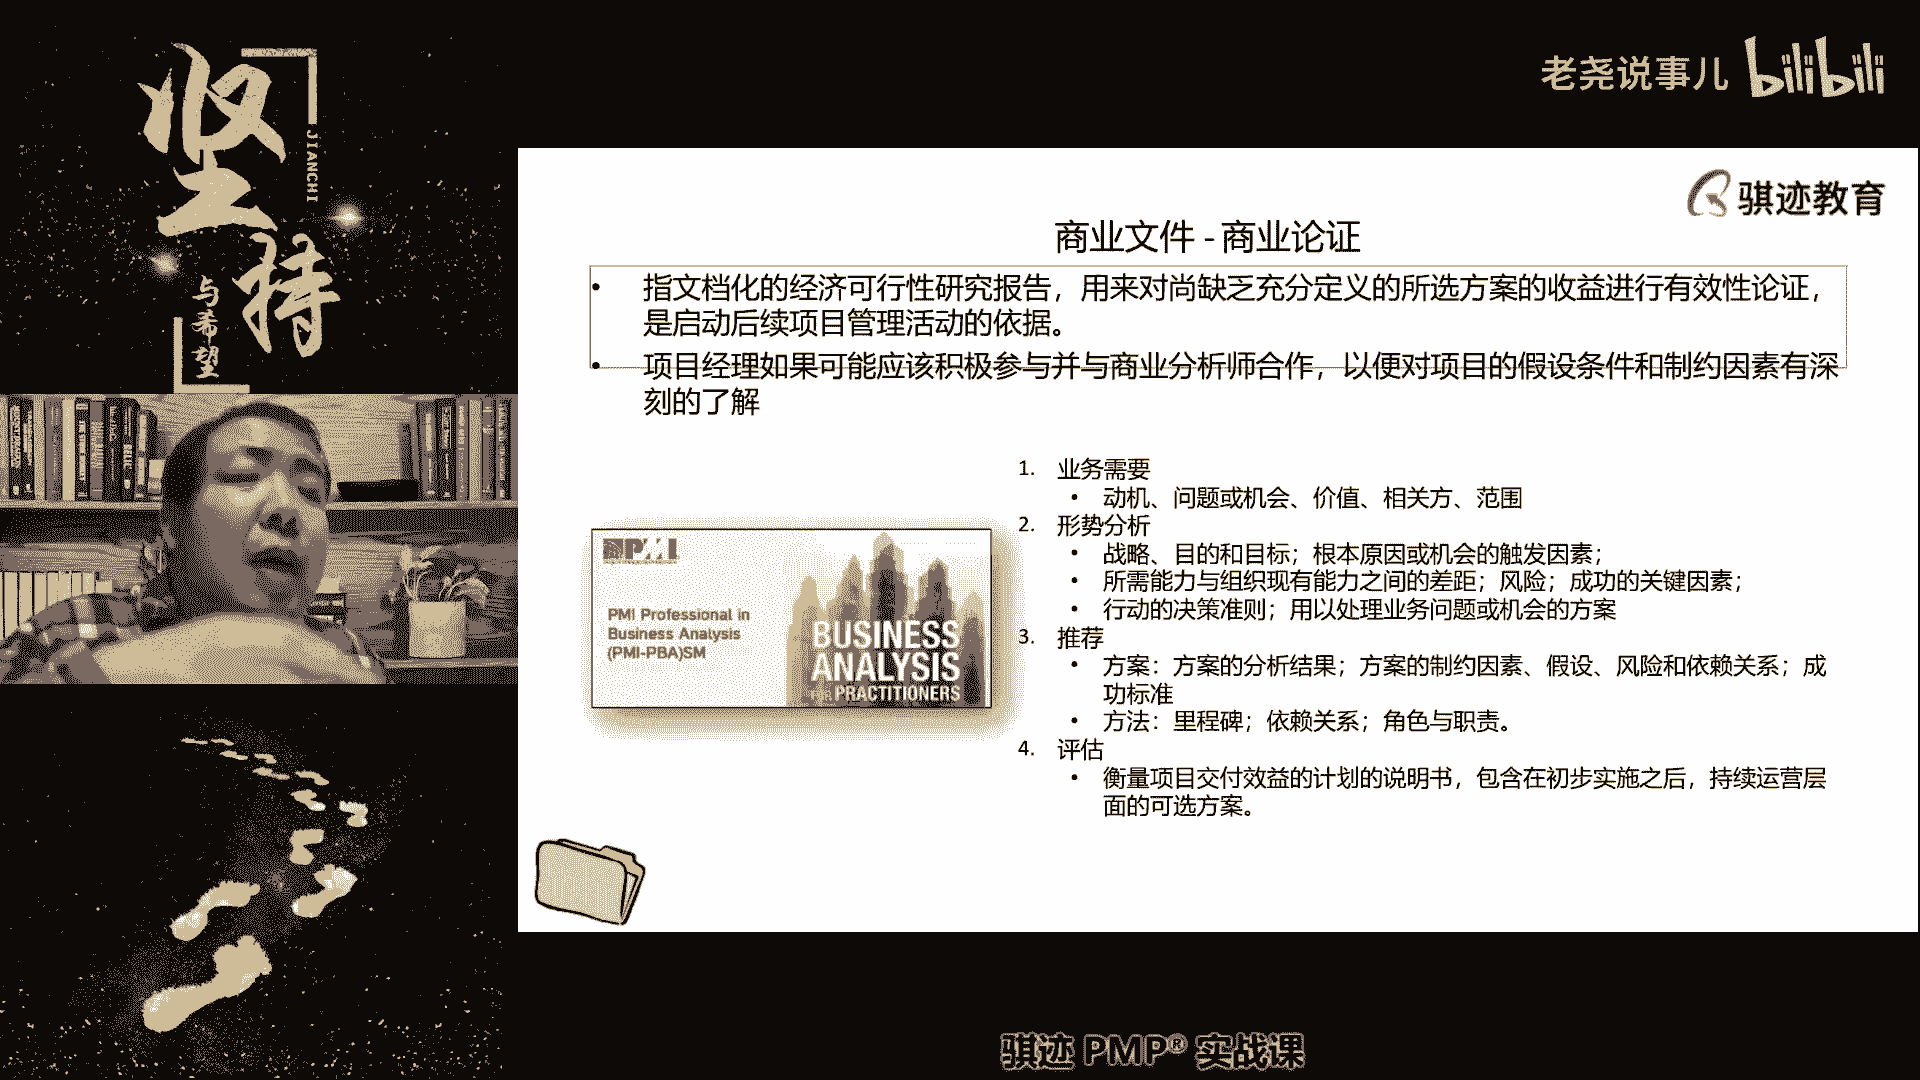 坚持
JIANCHI
与希望
老尧说事儿 bilibili
骐迹教育
商业文件 - 商业论证
• 指文档化的经济可行性研究报告，用来对尚缺乏充分定义的所选方案的收益进行有效性论证，
是启动后续项目管理活动的依据。
• 项目经理如果可能应该积极参与并与商业分析师合作，以便对项目的假设条件和制约因素有深
刻的了解
1. 业务需要
• 动机、问题或机会、价值、相关方、范围
2. 形势分析
• 战略、目的和目标；根本原因或机会的触发因素；
• 所需能力与组织现有能力之间的差距；风险；成功的关键因素；
• 行动的决策准则；用以处理业务问题或机会的方案
3. 推荐
• 方案：方案的分析结果；方案的制约因素、假设、风险和依赖关系；成
功标准
• 方法：里程碑；依赖关系；角色与职责。
4. 评估
• 衡量项目交付效益的计划的说明书，包含在初步实施之后，持续运营层
面的可选方案。
PMI
PMI Professional in
Business Analysis
(PMI-PBA)SM
BUSINESS
ANALYSIS
FOR PRACTITIONERS
骐迹 PMP® 实战课